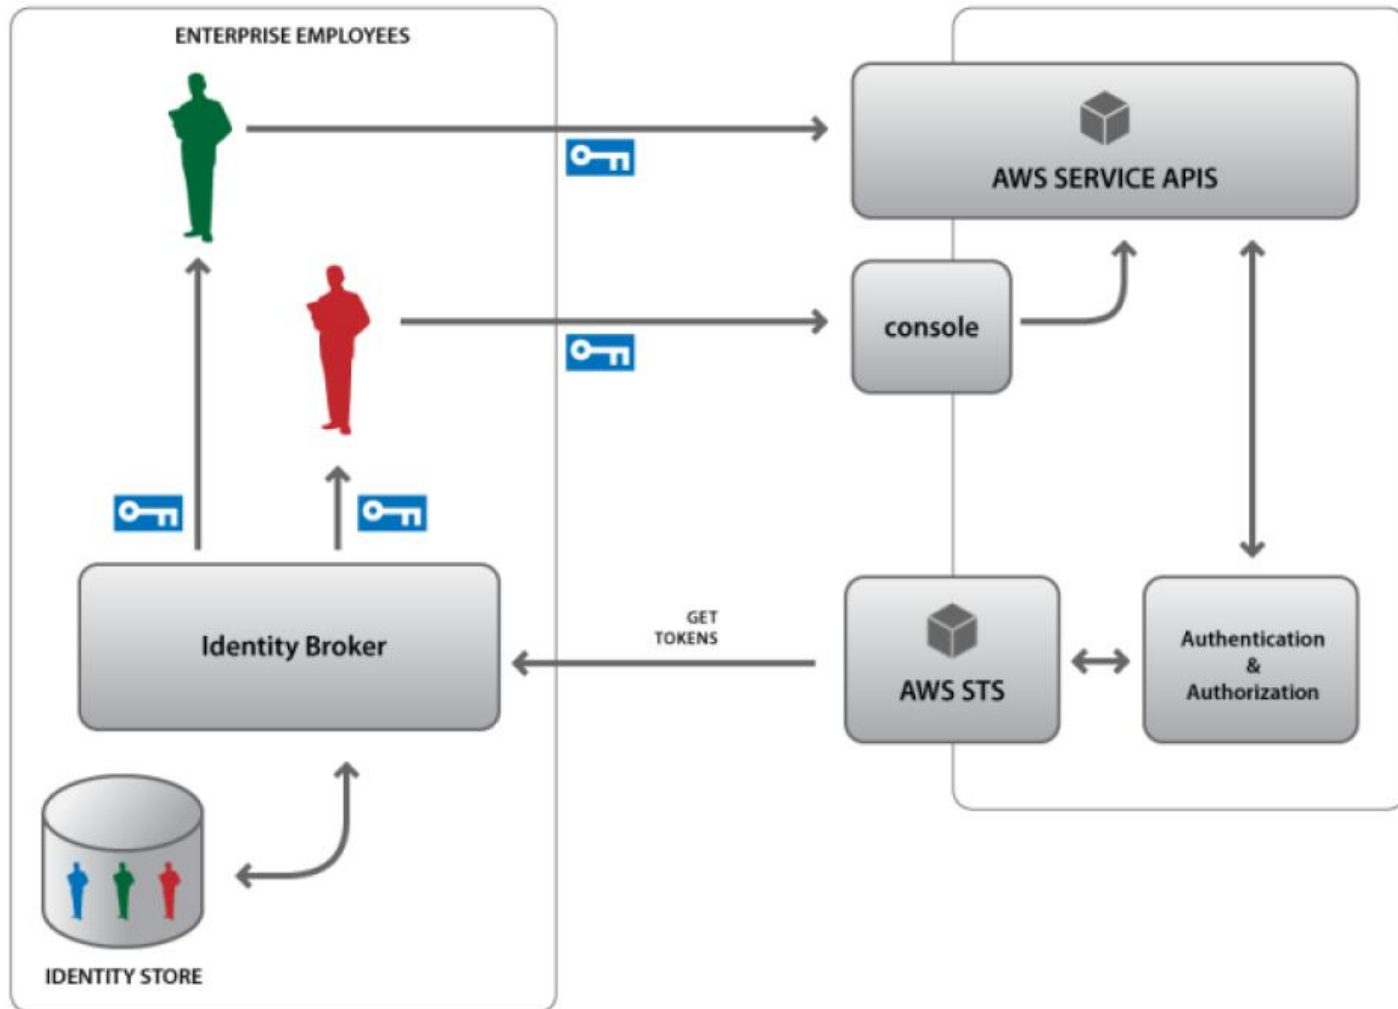 ENTERPRISE EMPLOYEES
AWS SERVICE APIS
console
Identity Broker
GET
TOKENS
AWS STS
Authentication
&
Authorization
IDENTITY STORE